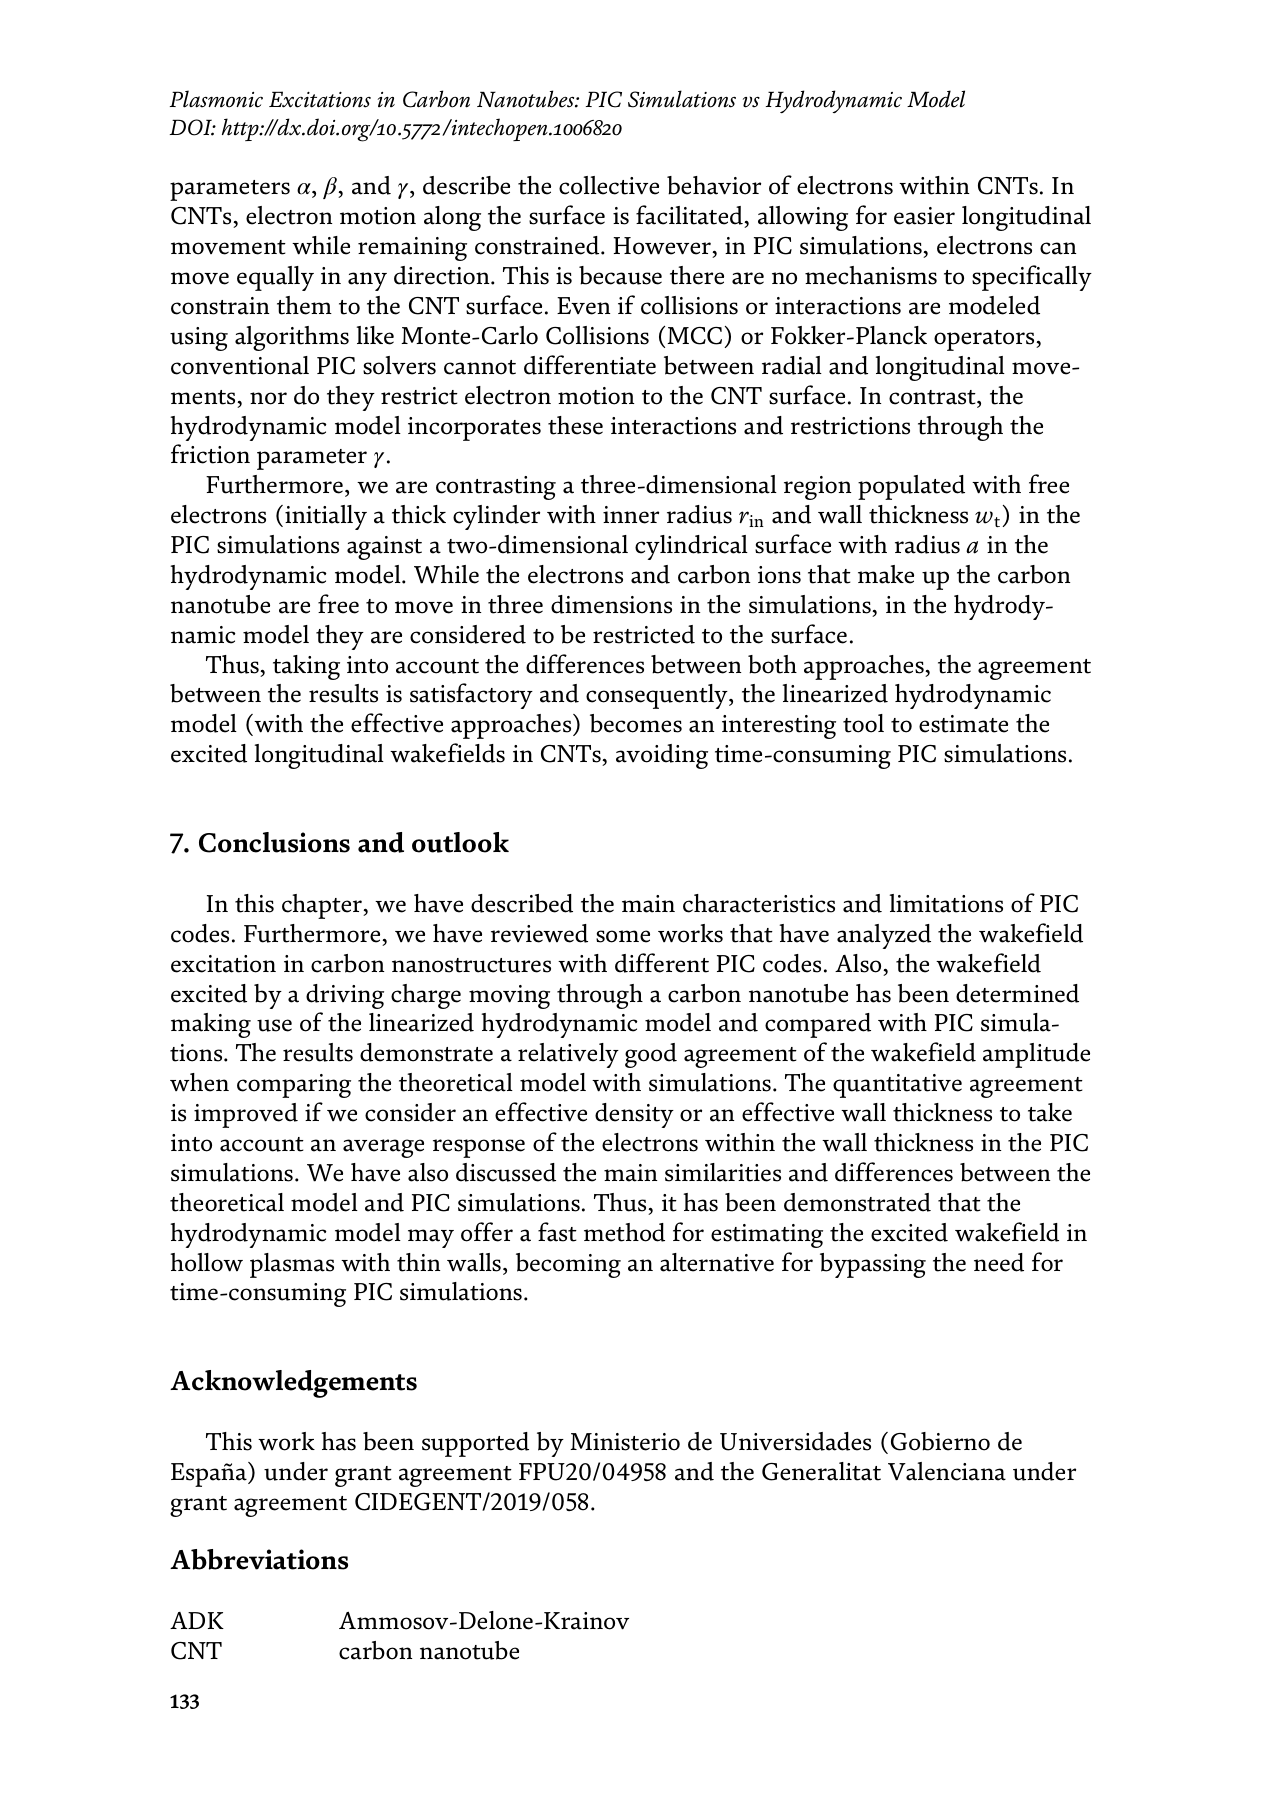 Plasmonic Excitations in Carbon Nanotubes: PIC Simulations vs Hydrodynamic Model
DOI: http://dx.doi.org/10.5772/intechopen.1006820
parameters α, β, and γ, describe the collective behavior of electrons within CNTs. In
CNTs, electron motion along the surface is facilitated, allowing for easier longitudinal
movement while remaining constrained. However, in PIC simulations, electrons can
move equally in any direction. This is because there are no mechanisms to specifically
constrain them to the CNT surface. Even if collisions or interactions are modeled
using algorithms like Monte-Carlo Collisions (MCC) or Fokker-Planck operators,
conventional PIC solvers cannot differentiate between radial and longitudinal move-
ments, nor do they restrict electron motion to the CNT surface. In contrast, the
hydrodynamic model incorporates these interactions and restrictions through the
friction parameter γ.
Furthermore, we are contrasting a three-dimensional region populated with free
electrons (initially a thick cylinder with inner radius r_in and wall thickness w_t) in the
PIC simulations against a two-dimensional cylindrical surface with radius a in the
hydrodynamic model. While the electrons and carbon ions that make up the carbon
nanotube are free to move in three dimensions in the simulations, in the hydrody-
namic model they are considered to be restricted to the surface.
Thus, taking into account the differences between both approaches, the agreement
between the results is satisfactory and consequently, the linearized hydrodynamic
model (with the effective approaches) becomes an interesting tool to estimate the
excited longitudinal wakefields in CNTs, avoiding time-consuming PIC simulations.
7. Conclusions and outlook
In this chapter, we have described the main characteristics and limitations of PIC
codes. Furthermore, we have reviewed some works that have analyzed the wakefield
excitation in carbon nanostructures with different PIC codes. Also, the wakefield
excited by a driving charge moving through a carbon nanotube has been determined
making use of the linearized hydrodynamic model and compared with PIC simula-
tions. The results demonstrate a relatively good agreement of the wakefield amplitude
when comparing the theoretical model with simulations. The quantitative agreement
is improved if we consider an effective density or an effective wall thickness to take
into account an average response of the electrons within the wall thickness in the PIC
simulations. We have also discussed the main similarities and differences between the
theoretical model and PIC simulations. Thus, it has been demonstrated that the
hydrodynamic model may offer a fast method for estimating the excited wakefield in
hollow plasmas with thin walls, becoming an alternative for bypassing the need for
time-consuming PIC simulations.
Acknowledgements
This work has been supported by Ministerio de Universidades (Gobierno de
España) under grant agreement FPU20/04958 and the Generalitat Valenciana under
grant agreement CIDEGENT/2019/058.
Abbreviations
ADK Ammosov-Delone-Krainov
CNT carbon nanotube
133